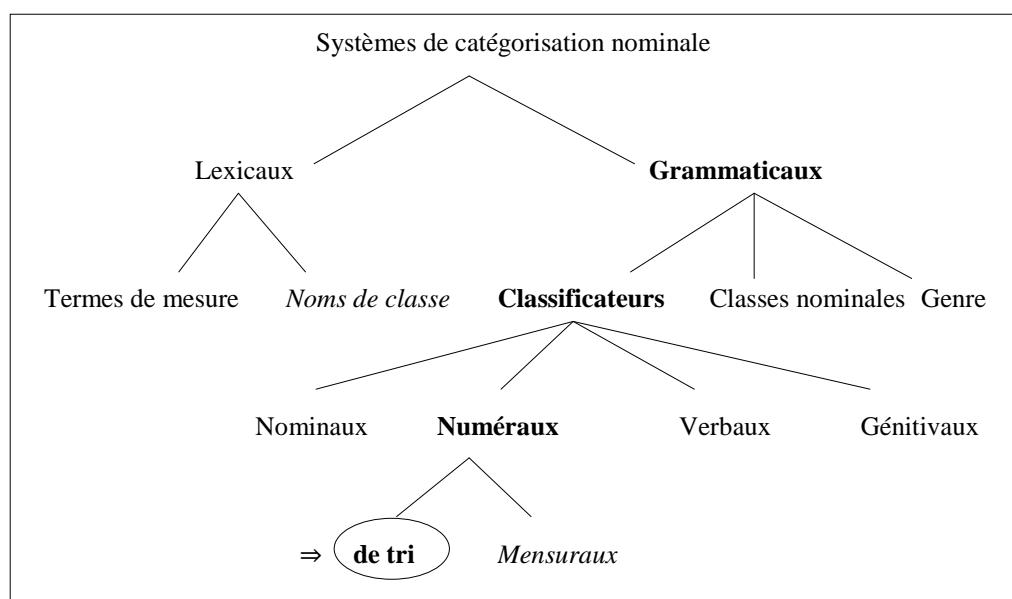 Systèmes de catégorisation nominale
Lexicaux Grammaticaux
Termes de mesure Noms de classe Classificateurs Classes nominales Genre
Nominaux Numéraux Verbaux Génitivaux
⇒ de tri Mensuraux